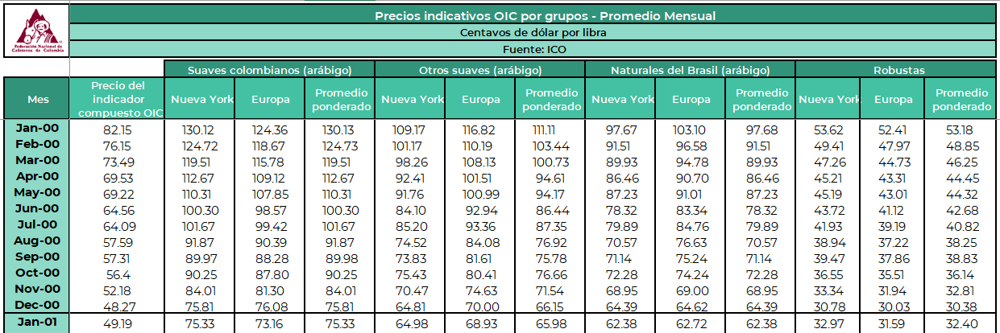 Precios indicativos OIC por grupos - Promedio Mensual
Centavos de dólar por libra
Fuente: ICO
Federación Nacional de
Cafeteros de Colombia
Suaves colombianos (arábigo) Otros suaves (arábigo) Naturales del Brasil (arábigo) Robustas
Mes Precio del indicador compuesto OIC Nueva York Europa Promedio ponderado Nueva York Europa Promedio ponderado Nueva York Europa Promedio ponderado Nueva York Europa Promedio ponderado
Jan-00 82.15 130.12 124.36 130.13 109.17 116.82 111.11 97.67 103.10 97.68 53.62 52.41 53.18
Feb-00 76.15 124.72 118.67 124.73 101.17 110.19 103.44 91.51 96.58 91.51 49.41 47.97 48.85
Mar-00 73.49 119.51 115.78 119.51 98.26 108.13 100.73 89.93 94.78 89.93 47.26 44.73 46.25
Apr-00 69.53 112.67 109.12 112.67 92.41 101.51 94.61 86.46 90.70 86.46 45.21 43.31 44.45
May-00 69.22 110.31 107.85 110.31 91.76 100.99 94.17 87.23 91.01 87.23 45.19 43.01 44.32
Jun-00 64.56 100.30 98.57 100.30 84.10 92.94 86.44 78.32 83.34 78.32 43.72 41.12 42.68
Jul-00 64.09 101.67 99.42 101.67 85.20 93.36 87.35 79.89 84.76 79.89 41.93 39.19 40.82
Aug-00 57.59 91.87 90.39 91.87 74.52 84.08 76.92 70.57 76.63 70.57 38.94 37.22 38.25
Sep-00 57.31 89.97 88.28 89.98 73.83 81.61 75.78 71.14 75.24 71.14 39.47 37.86 38.83
Oct-00 56.4 90.25 87.80 90.25 75.43 80.41 76.66 72.28 74.24 72.28 36.55 35.51 36.14
Nov-00 52.18 84.01 81.30 84.01 70.47 74.63 71.54 68.95 69.00 68.95 33.34 31.94 32.81
Dec-00 48.27 75.81 76.08 75.81 64.81 70.00 66.15 64.39 64.62 64.39 30.78 30.03 30.38
Jan-01 49.19 75.33 73.16 75.33 64.98 68.93 65.98 62.38 62.72 62.38 32.97 31.59 32.40